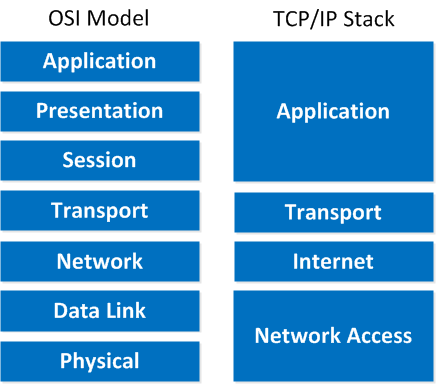 OSI Model
TCP/IP Stack
Application
Presentation
Session
Transport
Network
Data Link
Physical
Application
Transport
Internet
Network Access